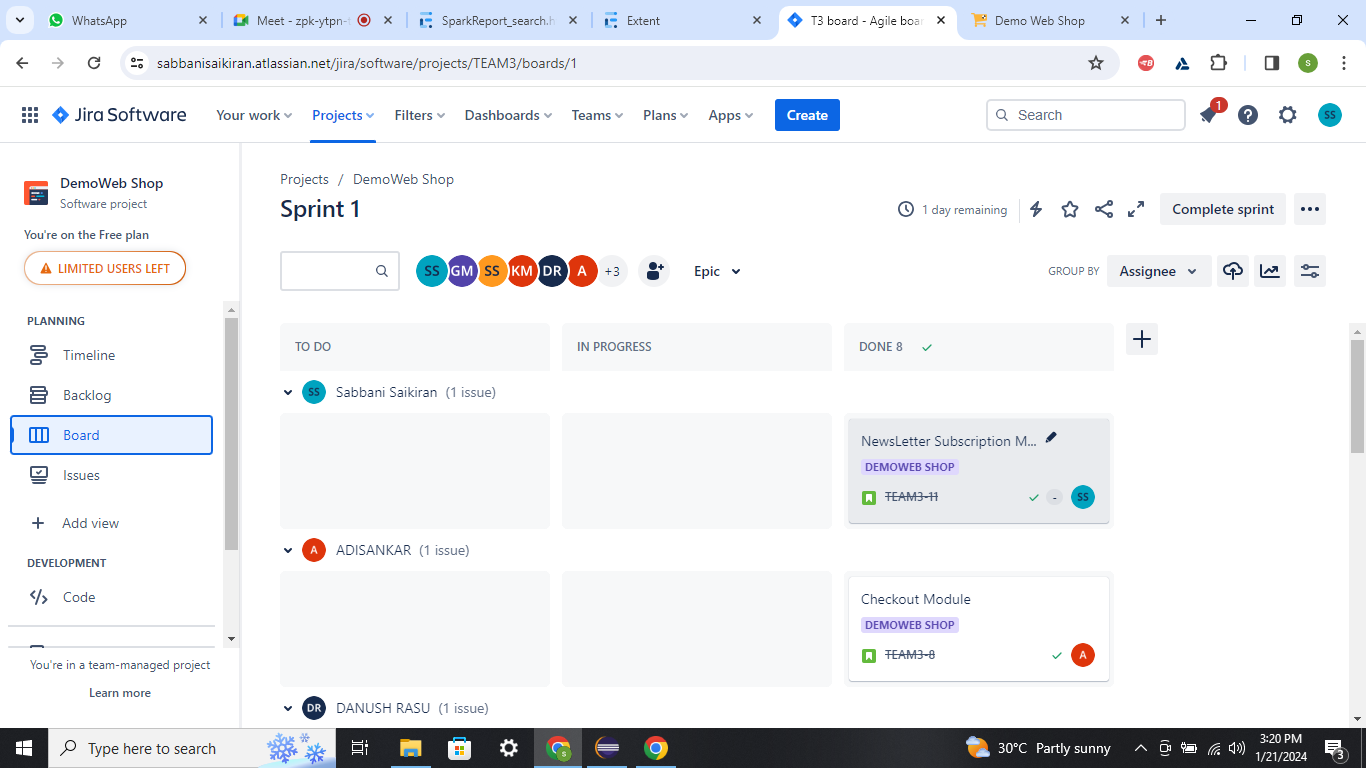 WhatsApp
Meet - zpk-ytpn-
SparkReport_search.h
Extent
T3 board - Agile boa
Demo Web Shop
sabbanisaikiran.atlassian.net/jira/software/projects/TEAM3/boards/1
S
Jira Software
Your work
Projects
Filters
Dashboards
Teams
Plans
Apps
Create
Search
1
SS
DemoWeb Shop
Software project
You're on the Free plan
LIMITED USERS LEFT
PLANNING
Timeline
Backlog
Board
Issues
Add view
DEVELOPMENT
Code
You're in a team-managed project
Learn more
Projects / DemoWeb Shop
Sprint 1
1 day remaining
Complete sprint
SS GM SS KM DR A +3
Epic
GROUP BY
Assignee
TO DO
IN PROGRESS
DONE 8
SS Sabbani Saikiran (1 issue)
NewsLetter Subscription M...
DEMOWEB SHOP
TEAM3-11
- SS
A ADISANKAR (1 issue)
Checkout Module
DEMOWEB SHOP
TEAM3-8
A
DR DANUSH RASU (1 issue)
Type here to search
30°C Partly sunny
3:20 PM
1/21/2024
3